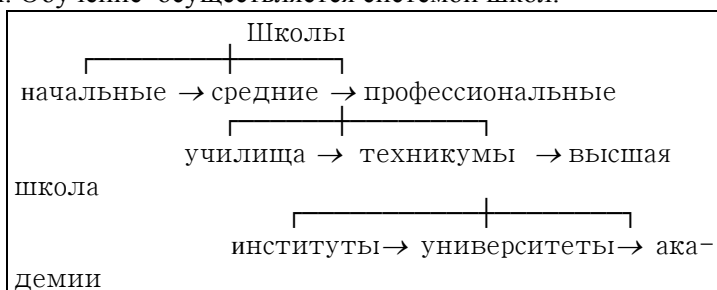 Обучение осуществляется системой школ.
Школы
начальные → средние → профессиональные
училища → техникумы → высшая
школа
институты → университеты → ака-
демии